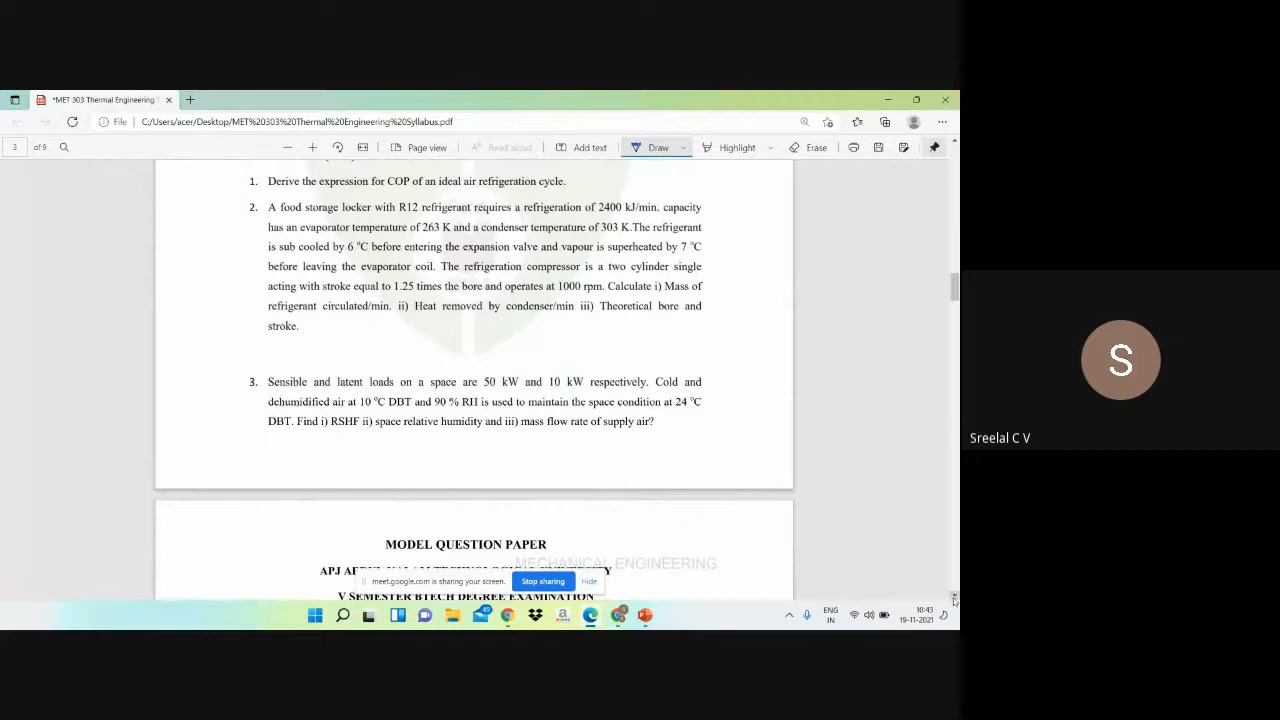 *MET 303 Thermal Engineering
File
C:/Users/acer/Desktop/MET%20303%20Thermal%20Engineering%20Syllabus.pdf
3 of 9
Page view
Read aloud
Add text
Draw
Highlight
Erase
1. Derive the expression for COP of an ideal air refrigeration cycle.
2. A food storage locker with R12 refrigerant requires a refrigeration of 2400 kJ/min. capacity
has an evaporator temperature of 263 K and a condenser temperature of 303 K.The refrigerant
is sub cooled by 6 °C before entering the expansion valve and vapour is superheated by 7 °C
before leaving the evaporator coil. The refrigeration compressor is a two cylinder single
acting with stroke equal to 1.25 times the bore and operates at 1000 rpm. Calculate i) Mass of
refrigerant circulated/min. ii) Heat removed by condenser/min iii) Theoretical bore and
stroke.
3. Sensible and latent loads on a space are 50 kW and 10 kW respectively. Cold and
dehumidified air at 10 °C DBT and 90 % RH is used to maintain the space condition at 24 °C
DBT. Find i) RSHF ii) space relative humidity and iii) mass flow rate of supply air?
S
Sreelal C V
MODEL QUESTION PAPER
MECHANICAL ENGINEERING
meet.google.com is sharing your screen.
Stop sharing
Hide
V SEMESTER BTECH DEGREE EXAMINATION
49
ENG
IN
10:43
19-11-2021